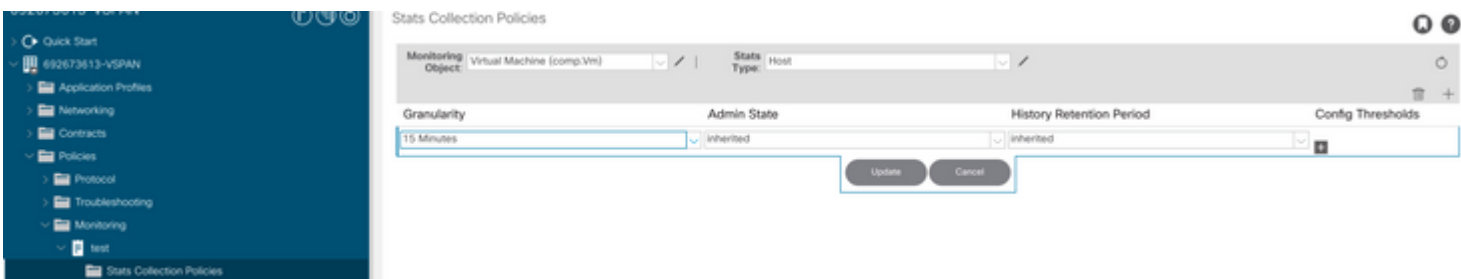 692673613-VSPAN
Quick Start
692673613-VSPAN
Application Profiles
Networking
Contracts
Policies
Protocol
Troubleshooting
Monitoring
test
Stats Collection Policies
Stats Collection Policies
Monitoring Object: Virtual Machine (comp.Vm) Stats Type: Host
Granularity Admin State History Retention Period Config Thresholds
15 Minutes inherited inherited
Update Cancel